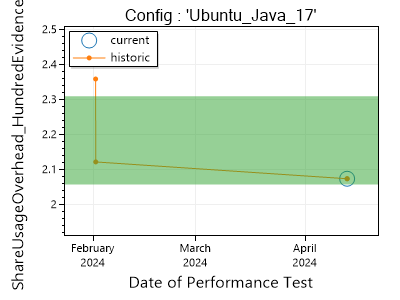 Config : 'Ubuntu_Java_17'
ShareUsageOverhead_HundredEvidence
2.5
2.4
2.3
2.2
2.1
2
current
historic
February
2024
March
2024
April
2024
Date of Performance Test